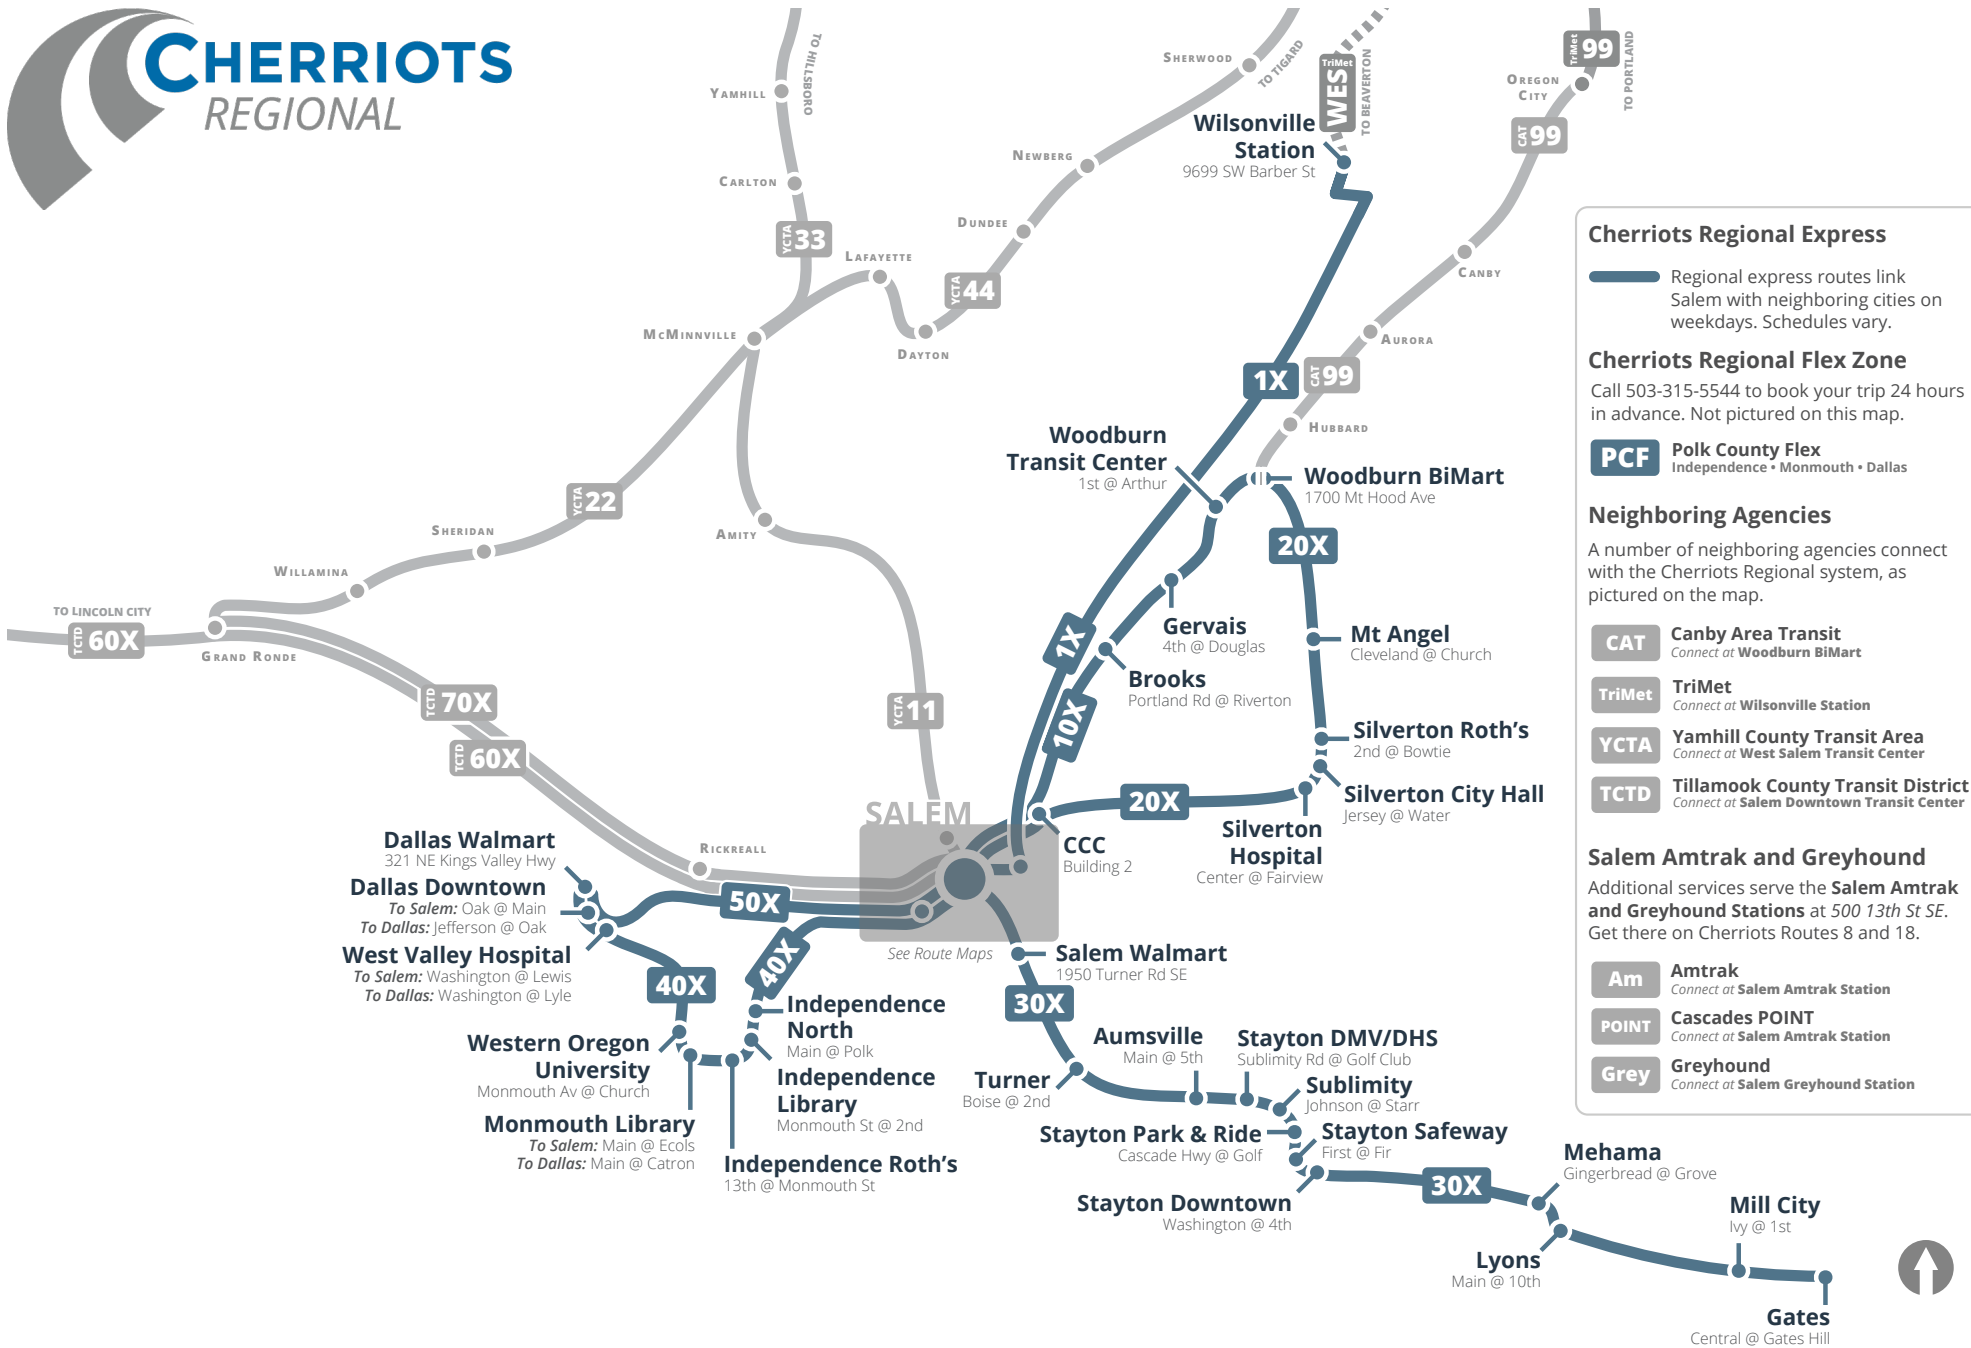 CHERRIOTS
REGIONAL
TO HILLSBORO
YAMHILL
CARLTON
YCTA 33
LAFAYETTE
MCMINNVILLE
DAYTON
YCTA 44
DUNDEE
NEWBERG
SHERWOOD
TO TIGARD
TriMet
WES
TO BEAVERTON
Wilsonville
Station
9699 SW Barber St
OREGON
CITY
TriMet 99
TO PORTLAND
CAT 99
CANBY
AURORA
1X
CAT 99
HUBBARD
Woodburn
Transit Center
1st @ Arthur
Woodburn BiMart
1700 Mt Hood Ave
20X
YCTA 22
SHERIDAN
WILLAMINA
AMITY
TO LINCOLN CITY
TCTD 60X
GRAND RONDE
TCTD 70X
TCTD 60X
YCTA 11
1X
10X
Gervais
4th @ Douglas
Brooks
Portland Rd @ Riverton
Mt Angel
Cleveland @ Church
Silverton Roth’s
2nd @ Bowtie
Silverton City Hall
Jersey @ Water
20X
Silverton
Hospital
Center @ Fairview
SALEM
CCC
Building 2
RICKREALL
See Route Maps
Dallas Walmart
321 NE Kings Valley Hwy
Dallas Downtown
To Salem: Oak @ Main
To Dallas: Jefferson @ Oak
West Valley Hospital
To Salem: Washington @ Lewis
To Dallas: Washington @ Lyle
50X
40X
40X
Western Oregon
University
Monmouth Av @ Church
Monmouth Library
To Salem: Main @ Ecols
To Dallas: Main @ Catron
Independence
North
Main @ Polk
Independence
Library
Monmouth St @ 2nd
Independence Roth’s
13th @ Monmouth St
Salem Walmart
1950 Turner Rd SE
30X
Turner
Boise @ 2nd
Aumsville
Main @ 5th
Stayton DMV/DHS
Sublimity Rd @ Golf Club
Sublimity
Johnson @ Starr
Stayton Park & Ride
Cascade Hwy @ Golf
Stayton Safeway
First @ Fir
Stayton Downtown
Washington @ 4th
30X
Mehama
Gingerbread @ Grove
Lyons
Main @ 10th
Mill City
Ivy @ 1st
Gates
Central @ Gates Hill
Cherriots Regional Express
Regional express routes link
Salem with neighboring cities on
weekdays. Schedules vary.
Cherriots Regional Flex Zone
Call 503-315-5544 to book your trip 24 hours
in advance. Not pictured on this map.
PCF
Polk County Flex
Independence • Monmouth • Dallas
Neighboring Agencies
A number of neighboring agencies connect
with the Cherriots Regional system, as
pictured on the map.
CAT
Canby Area Transit
Connect at Woodburn BiMart
TriMet
TriMet
Connect at Wilsonville Station
YCTA
Yamhill County Transit Area
Connect at West Salem Transit Center
TCTD
Tillamook County Transit District
Connect at Salem Downtown Transit Center
Salem Amtrak and Greyhound
Additional services serve the Salem Amtrak
and Greyhound Stations at 500 13th St SE.
Get there on Cherriots Routes 8 and 18.
Am
Amtrak
Connect at Salem Amtrak Station
POINT
Cascades POINT
Connect at Salem Amtrak Station
Grey
Greyhound
Connect at Salem Greyhound Station